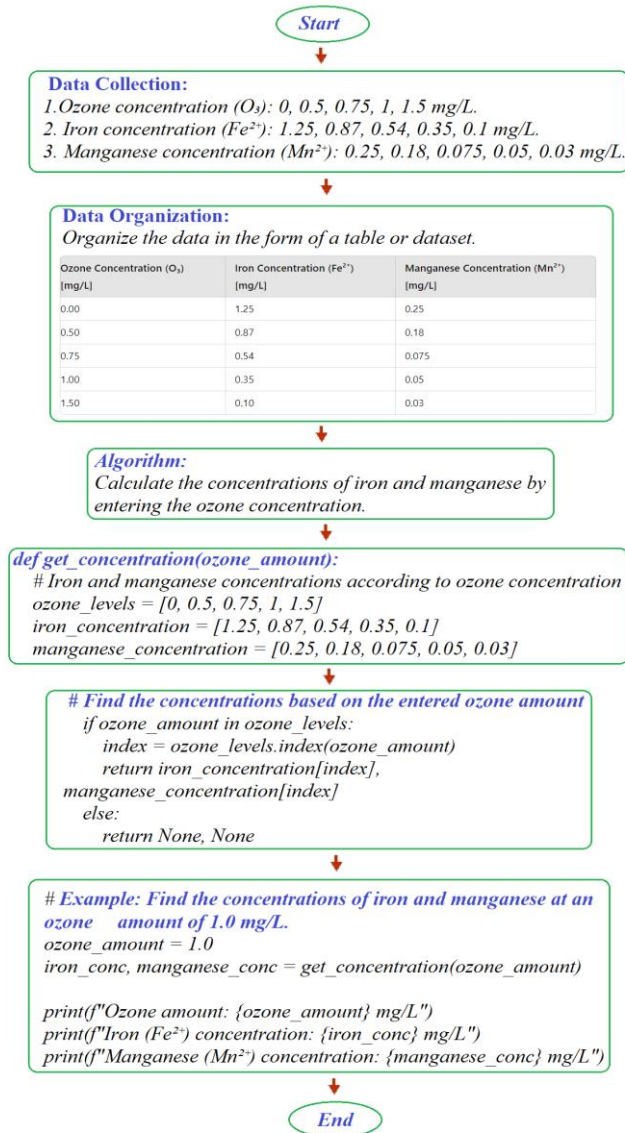 Start
Data Collection:
1.Ozone concentration (O₃): 0, 0.5, 0.75, 1, 1.5 mg/L.
2. Iron concentration (Fe²⁺): 1.25, 0.87, 0.54, 0.35, 0.1 mg/L.
3. Manganese concentration (Mn²⁺): 0.25, 0.18, 0.075, 0.05, 0.03 mg/L.
Data Organization:
Organize the data in the form of a table or dataset.
Ozone Concentration (O₃) [mg/L] Iron Concentration (Fe²⁺) [mg/L] Manganese Concentration (Mn²⁺) [mg/L]
0.00 1.25 0.25
0.50 0.87 0.18
0.75 0.54 0.075
1.00 0.35 0.05
1.50 0.10 0.03
Algorithm:
Calculate the concentrations of iron and manganese by
entering the ozone concentration.
def get_concentration(ozone_amount):
# Iron and manganese concentrations according to ozone concentration
ozone_levels = [0, 0.5, 0.75, 1, 1.5]
iron_concentration = [1.25, 0.87, 0.54, 0.35, 0.1]
manganese_concentration = [0.25, 0.18, 0.075, 0.05, 0.03]
# Find the concentrations based on the entered ozone amount
if ozone_amount in ozone_levels:
index = ozone_levels.index(ozone_amount)
return iron_concentration[index],
manganese_concentration[index]
else:
return None, None
# Example: Find the concentrations of iron and manganese at an
ozone amount of 1.0 mg/L.
ozone_amount = 1.0
iron_conc, manganese_conc = get_concentration(ozone_amount)
print(f"Ozone amount: {ozone_amount} mg/L")
print(f"Iron (Fe²⁺) concentration: {iron_conc} mg/L")
print(f"Manganese (Mn²⁺) concentration: {manganese_conc} mg/L")
End